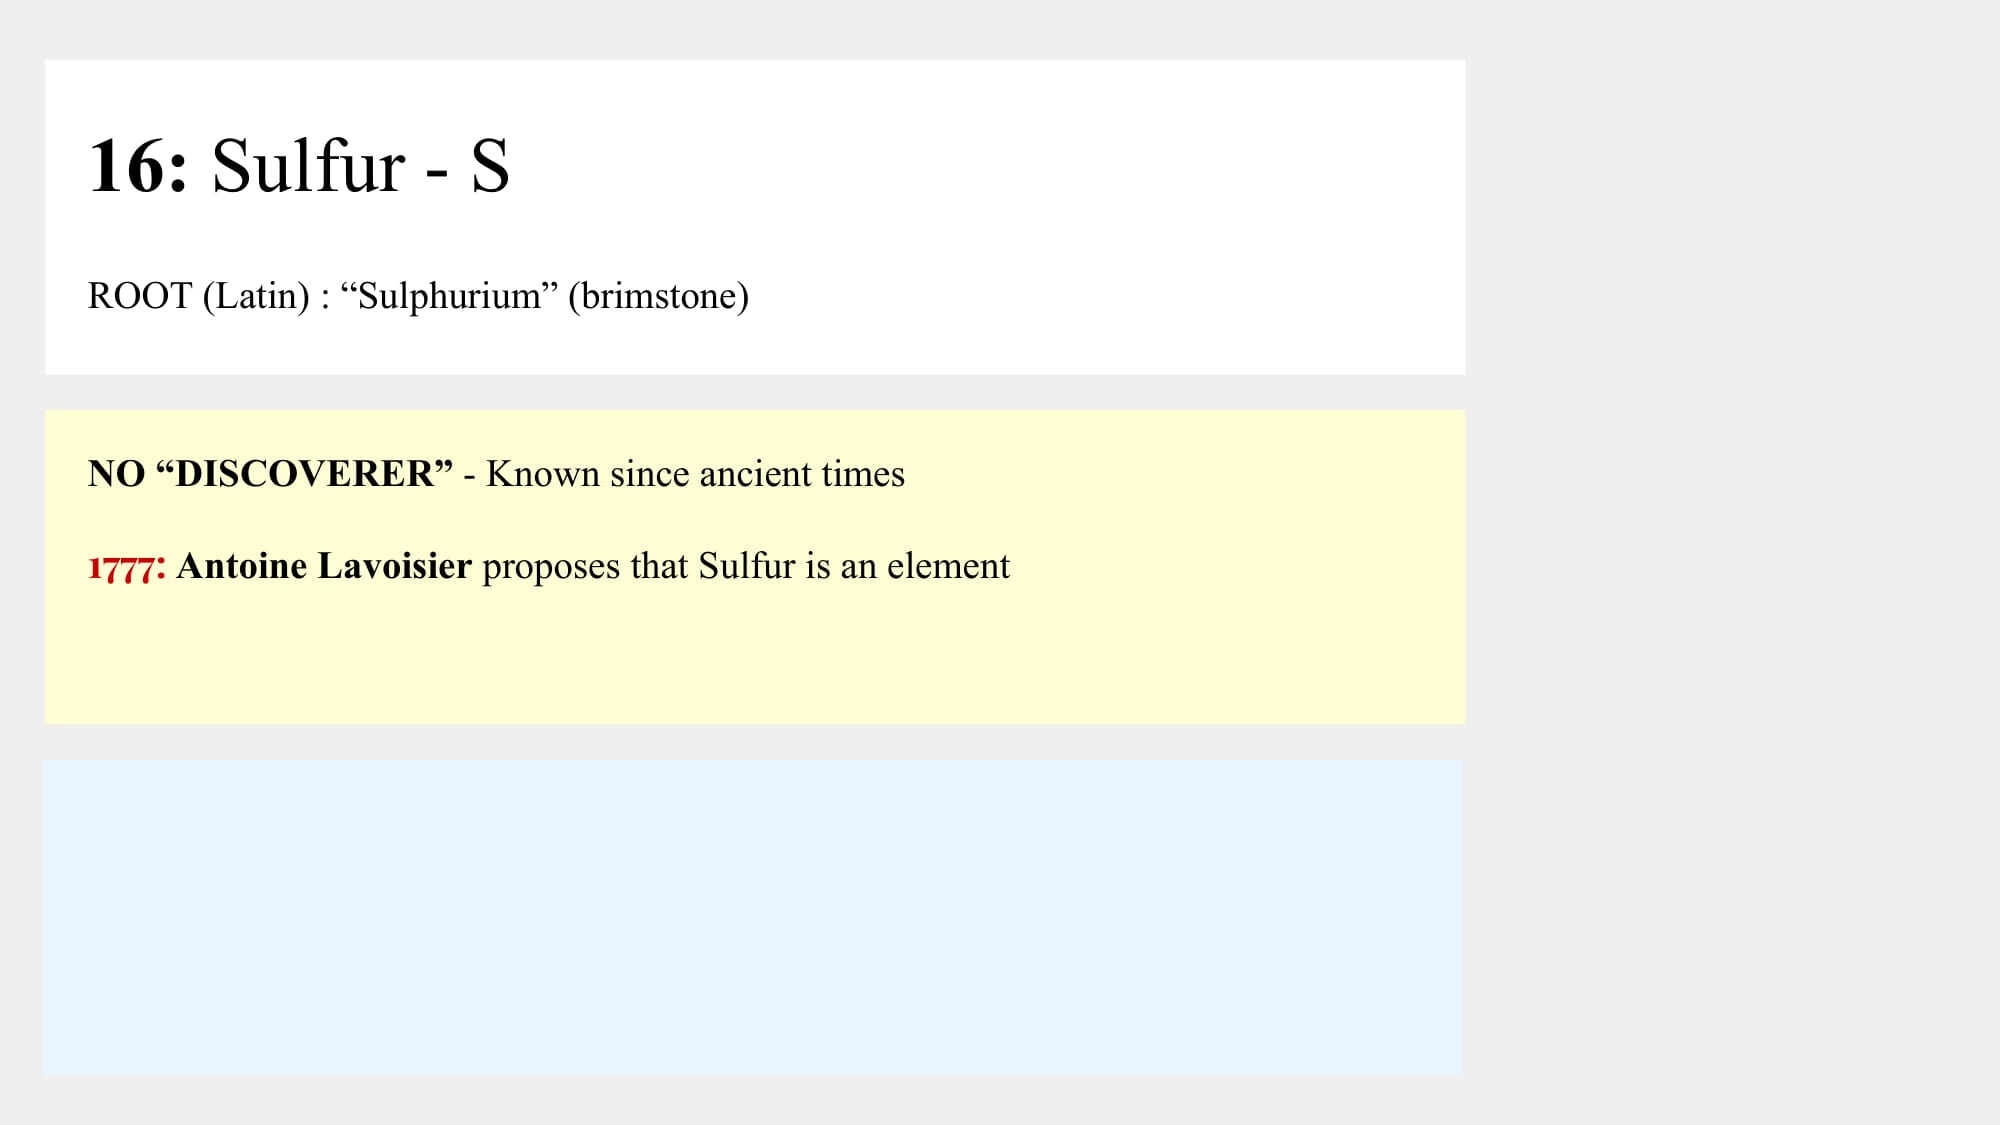 16: Sulfur - S
ROOT (Latin) : “Sulphurium” (brimstone)
NO “DISCOVERER” - Known since ancient times
1777: Antoine Lavoisier proposes that Sulfur is an element